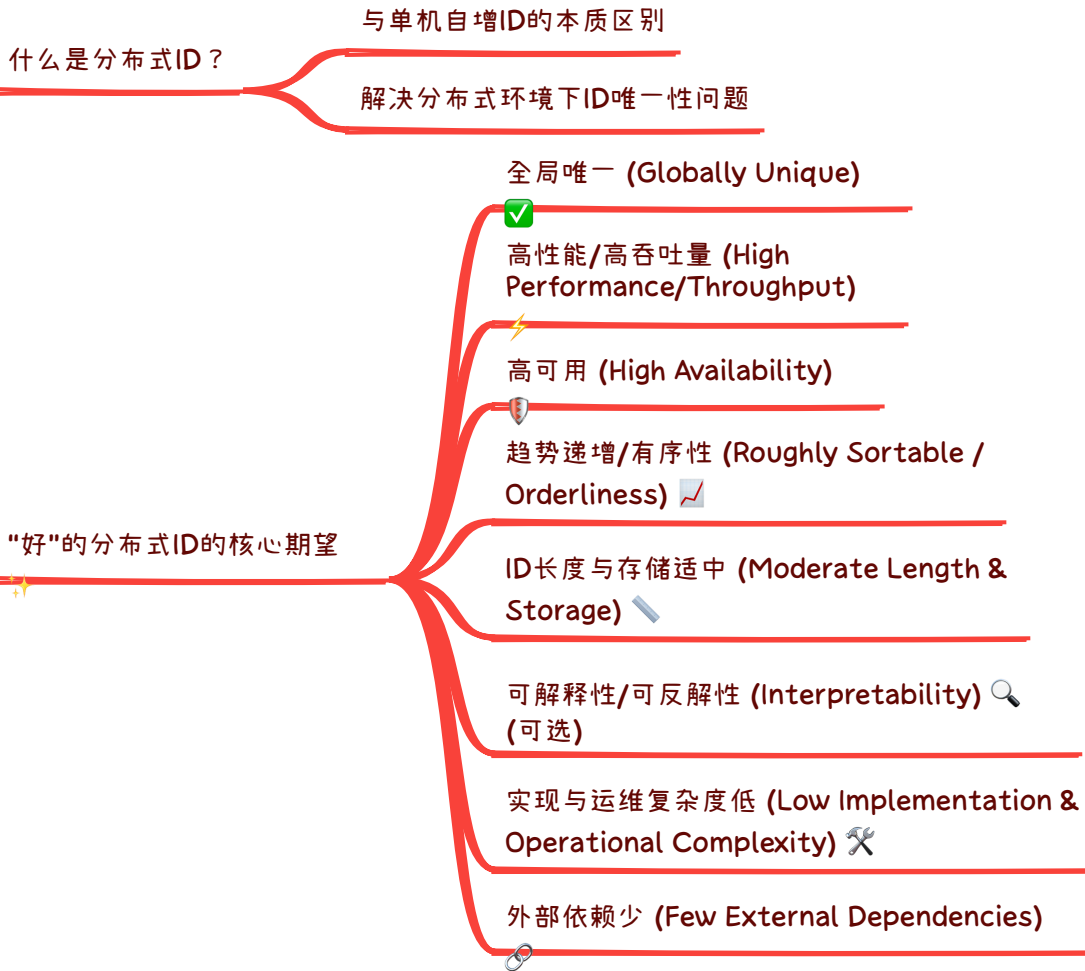 什么是分布式ID？
与单机自增ID的本质区别
解决分布式环境下ID唯一性问题
"好"的分布式ID的核心期望
全局唯一 (Globally Unique)
高性能/高吞吐量 (High
Performance/Throughput)
高可用 (High Availability)
趋势递增/有序性 (Roughly Sortable /
Orderliness)
ID长度与存储适中 (Moderate Length &
Storage)
可解释性/可反解性 (Interpretability)
(可选)
实现与运维复杂度低 (Low Implementation &
Operational Complexity)
外部依赖少 (Few External Dependencies)